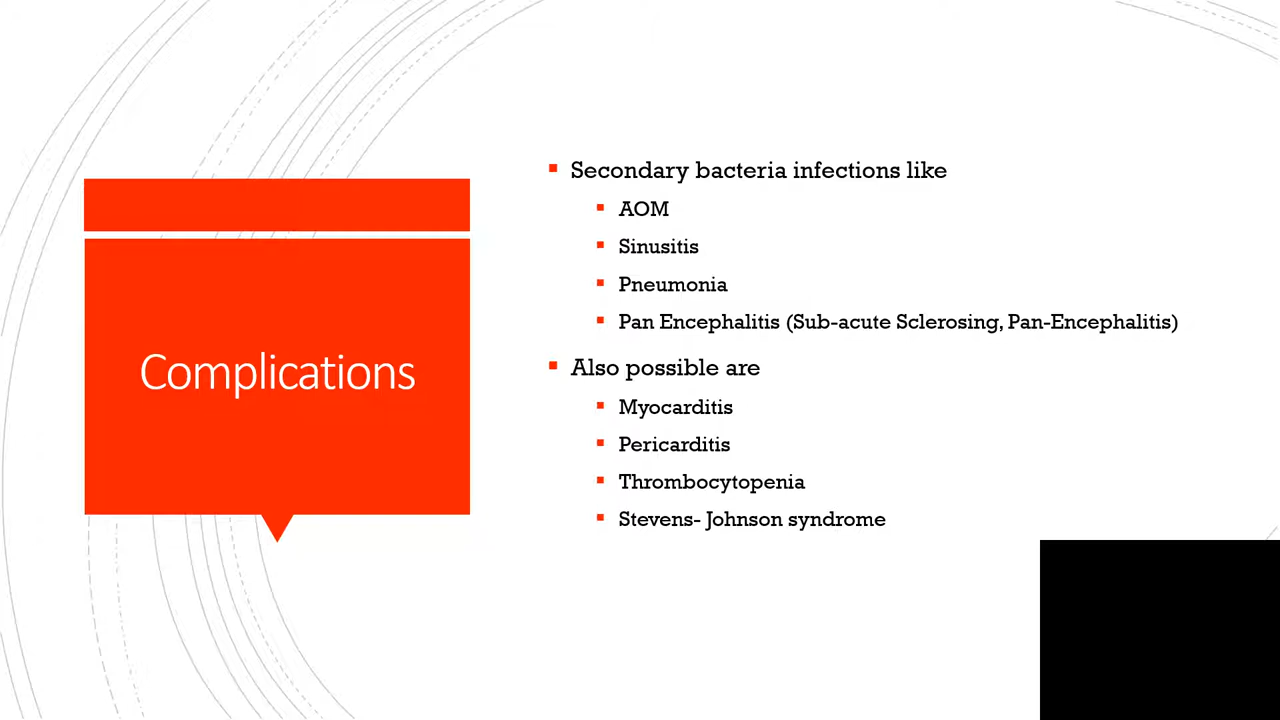 Complications
Secondary bacteria infections like
AOM
Sinusitis
Pneumonia
Pan Encephalitis (Sub-acute Sclerosing, Pan-Encephalitis)
Also possible are
Myocarditis
Pericarditis
Thrombocytopenia
Stevens- Johnson syndrome